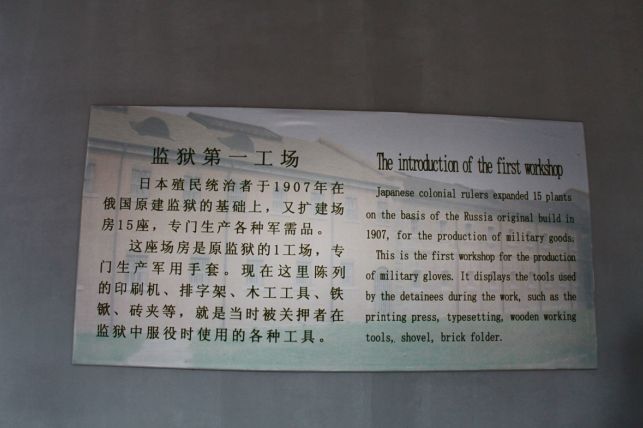 监狱第一工场
日本殖民统治者于1907年在
俄国原建监狱的基础上，又扩建场
房15座，专门生产各种军需品。
这座场房是原监狱的1工场，专
门生产军用手套。现在这里陈列
的印刷机、排字架、木工工具、铁
锨、砖夹等，就是当时被关押者在
监狱中服役时使用的各种工具。
The introduction of the first workshop
Japanese colonial rulers expanded 15 plants
on the basis of the Russia original build in
1907, for the production of military goods.
This is the first workshop for the production
of military gloves. It displays the tools used
by the detainees during the work, such as the
printing press, typesetting, wooden working
tools, shovel, brick folder.